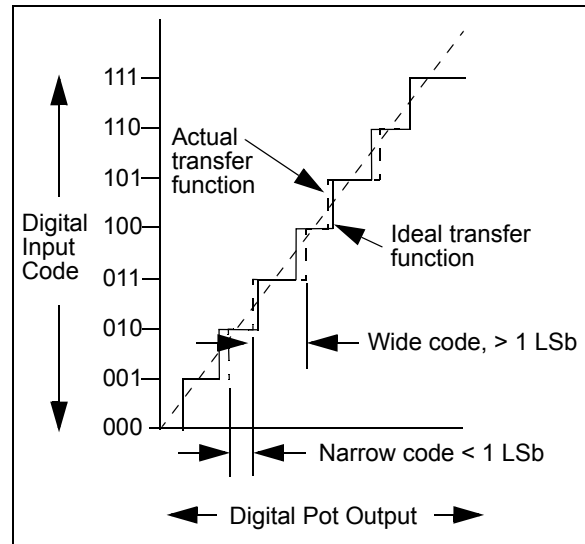 111
110
101
100
011
010
001
000
Digital
Input
Code
Actual
transfer
function
Ideal transfer
function
Wide code, > 1 LSb
Narrow code < 1 LSb
Digital Pot Output